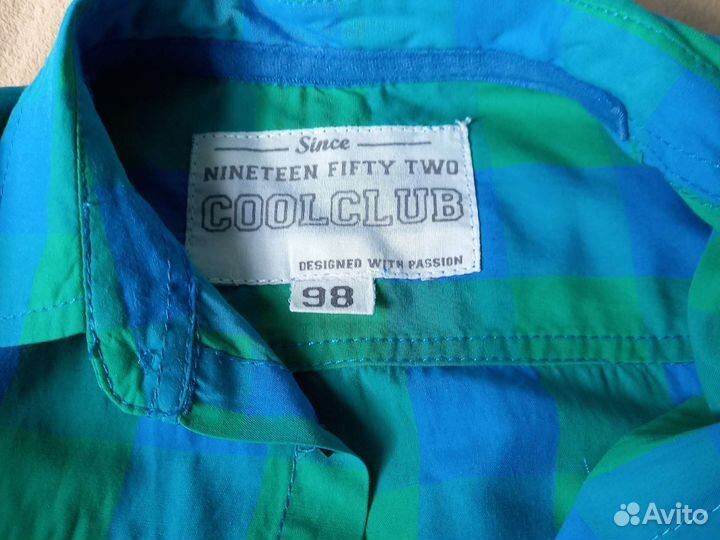 Since
NINETEEN FIFTY TWO
COOLCLUB
DESIGNED WITH PASSION
98
Avito